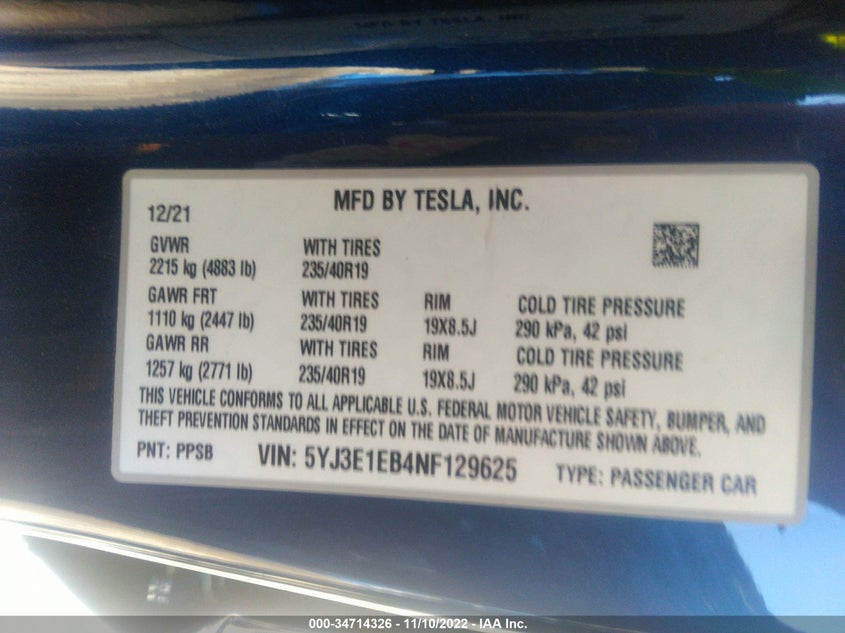 MFD BY TESLA, INC.
12/21
GVWR WITH TIRES
2215 kg (4883 lb) 235/40R19
GAWR FRT WITH TIRES RIM COLD TIRE PRESSURE
1110 kg (2447 lb) 235/40R19 19X8.5J 290 kPa, 42 psi
GAWR RR WITH TIRES RIM COLD TIRE PRESSURE
1257 kg (2771 lb) 235/40R19 19X8.5J 290 kPa, 42 psi
THIS VEHICLE CONFORMS TO ALL APPLICABLE U.S. FEDERAL MOTOR VEHICLE SAFETY, BUMPER, AND
THEFT PREVENTION STANDARDS IN EFFECT ON THE DATE OF MANUFACTURE SHOWN ABOVE.
PNT: PPSB VIN: 5YJ3E1EB4NF129625 TYPE: PASSENGER CAR
000-34714326 - 11/10/2022 - IAA Inc.